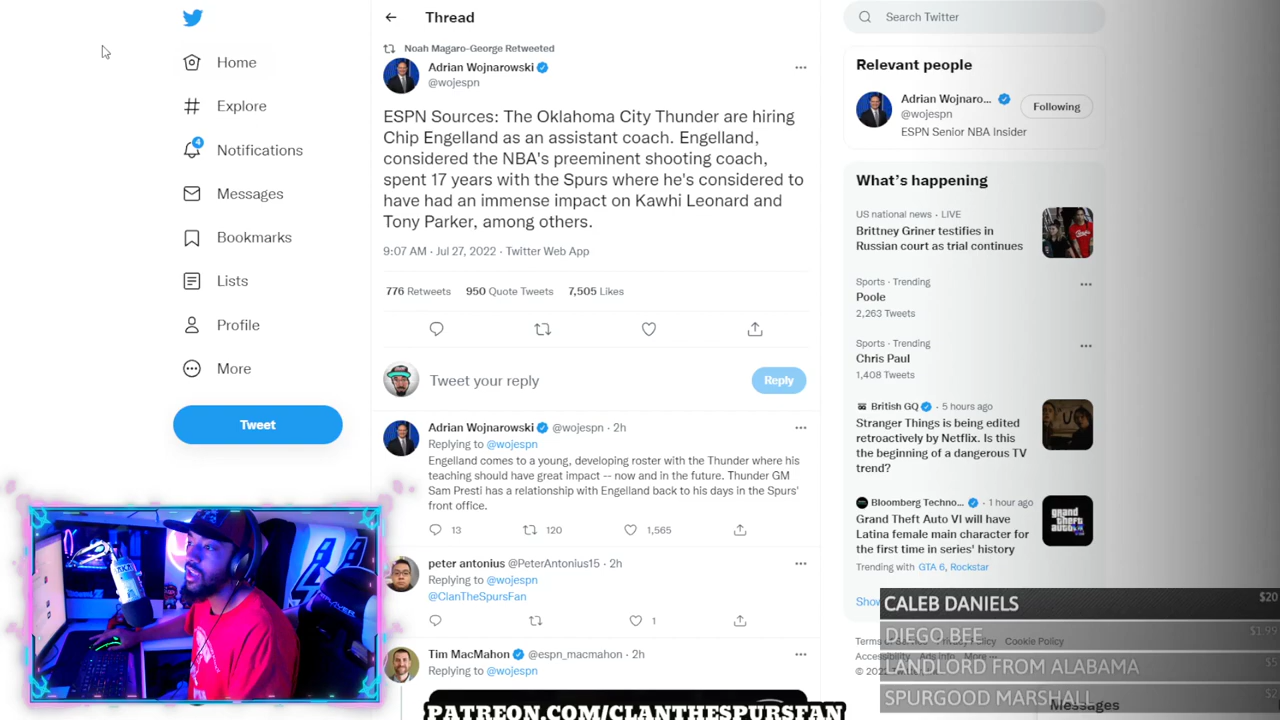 Home
Explore
4
Notifications
Messages
Bookmarks
Lists
Profile
More
Tweet
Thread
Noah Magaro-George Retweeted
Adrian Wojnarowski
@wojespn
ESPN Sources: The Oklahoma City Thunder are hiring
Chip Engelland as an assistant coach. Engelland,
considered the NBA's preeminent shooting coach,
spent 17 years with the Spurs where he's considered to
have had an immense impact on Kawhi Leonard and
Tony Parker, among others.
9:07 AM · Jul 27, 2022 · Twitter Web App
776 Retweets 950 Quote Tweets 7,505 Likes
Tweet your reply
Reply
Adrian Wojnarowski @wojespn · 2h
Replying to @wojespn
Engelland comes to a young, developing roster with the Thunder where his
teaching should have great impact -- now and in the future. Thunder GM
Sam Presti has a relationship with Engelland back to his days in the Spurs'
front office.
13 120 1,565
peter antonius @PeterAntonius15 · 2h
Replying to @wojespn
@ClanTheSpursFan
1
Tim MacMahon @espn_macmahon · 2h
Replying to @wojespn
PATREON.COM/CLANTHESPURSFAN
Search Twitter
Relevant people
Adrian Wojnaro...
@wojespn
Following
ESPN Senior NBA Insider
What's happening
US national news · LIVE
Brittney Griner testifies in
Russian court as trial continues
Sports · Trending
Poole
2,263 Tweets
Sports · Trending
Chris Paul
1,408 Tweets
British GQ · 5 hours ago
Stranger Things is being edited
retroactively by Netflix. Is this
the beginning of a dangerous TV
trend?
Bloomberg Techno... · 1 hour ago
Grand Theft Auto VI will have
Latina female main character for
the first time in series' history
Trending with GTA 6, Rockstar
Show
CALEB DANIELS $20
DIEGO BEE $1.99
Cookie Policy
LANDLORD FROM ALABAMA $5
SPURGOOD MARSHALL
Messages